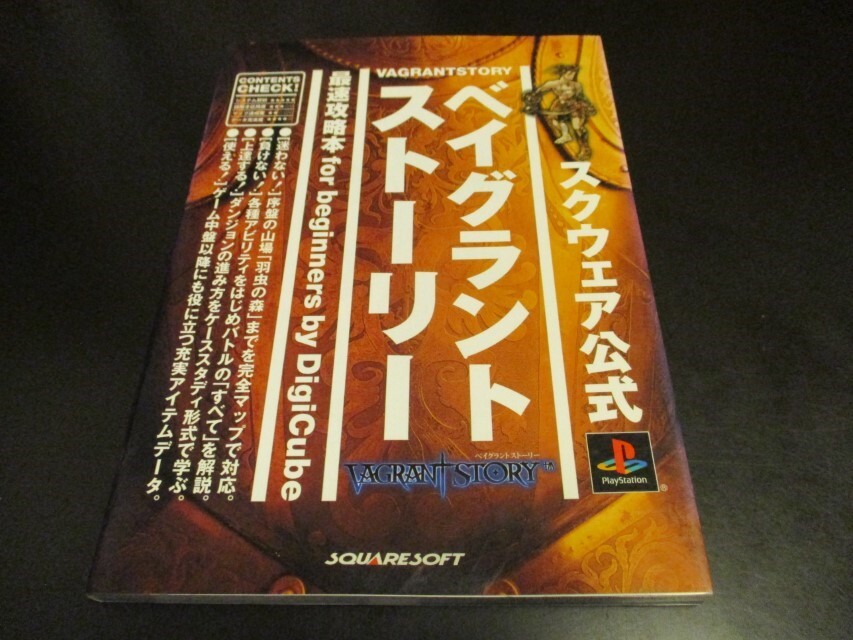 VAGRANTSTORY
スクウェア公式
ベイグラント
ストーリー
最速攻略本 for beginners by DigiCube
CONTENTS
CHECK!
●[迷わない!]序盤の山場「羽虫の森」までを完全マップで対応。
●[負けない!]各種アビリティをはじめバトルの「すべて」を解説。
●[上達する!]ダンジョンの進み方をケーススタディ形式で学ぶ。
●[使える!]ゲーム中盤以降にも役に立つ充実アイテムデータ。
ベイグラントストーリー
VAGRANT STORY™
PlayStation
®
SQUARESOFT